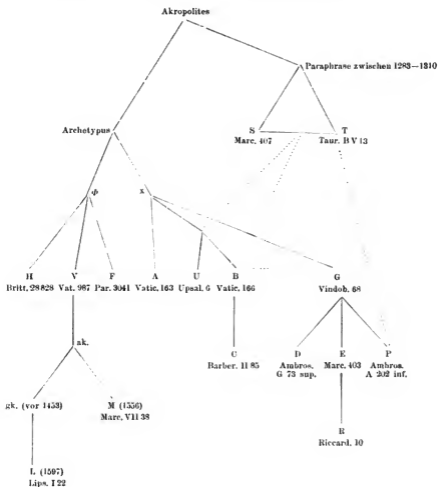 Akropolites
Paraphrase zwischen 1283—1310
Archetypus
S T
Marc. 407 Taur. B V 13
φ x
H V F A U B G
Britt. 28828 Vat. 987 Par. 3041 Vatic. 163 Upsal. 6 Vatic. 166 Vindob. 68
ak.
C D E P
Barber. II 85 Ambros. Marc. 403 Ambros.
G 73 sup. A 202 inf.
gk. (vor 1453) M (1556)
Marc. VII 38
R
Riccard. 10
L (1597)
Lips. I 22